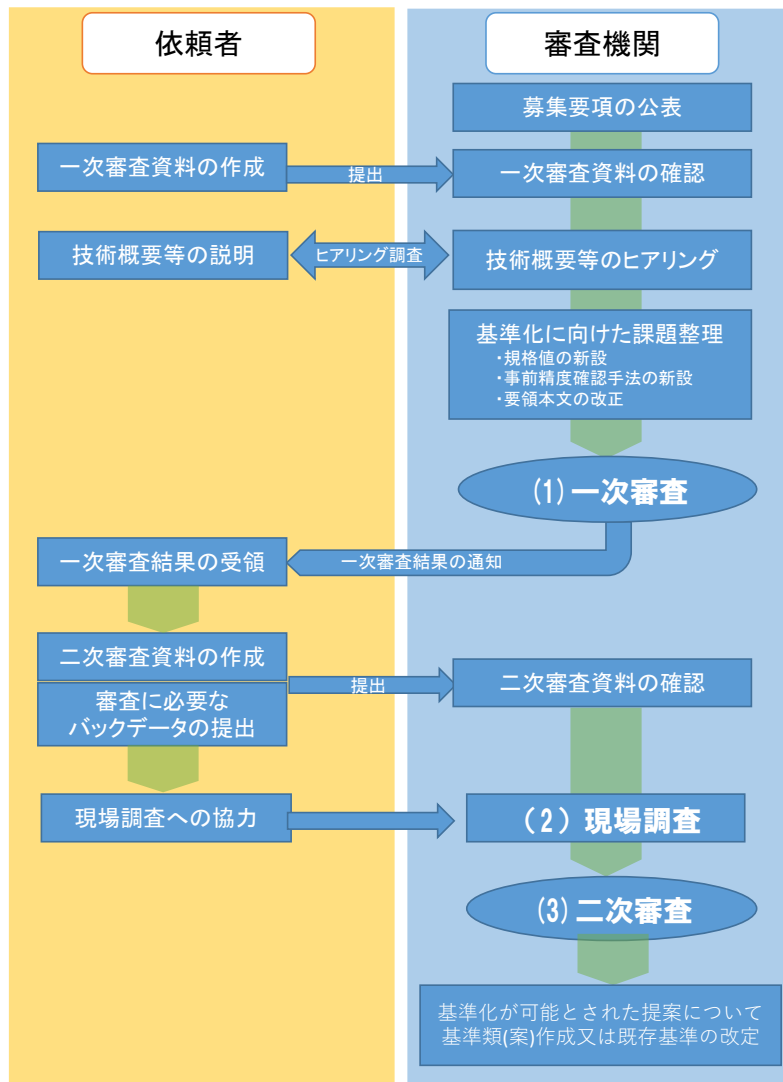 依頼者
審査機関
募集要項の公表
一次審査資料の作成
提出
一次審査資料の確認
技術概要等の説明
ヒアリング調査
技術概要等のヒアリング
基準化に向けた課題整理
・規格値の新設
・事前精度確認手法の新設
・要領本文の改正
(1)一次審査
一次審査結果の受領
一次審査結果の通知
二次審査資料の作成
審査に必要な
バックデータの提出
提出
二次審査資料の確認
現場調査への協力
（2）現場調査
(3)二次審査
基準化が可能とされた提案について
基準類(案)作成又は既存基準の改定